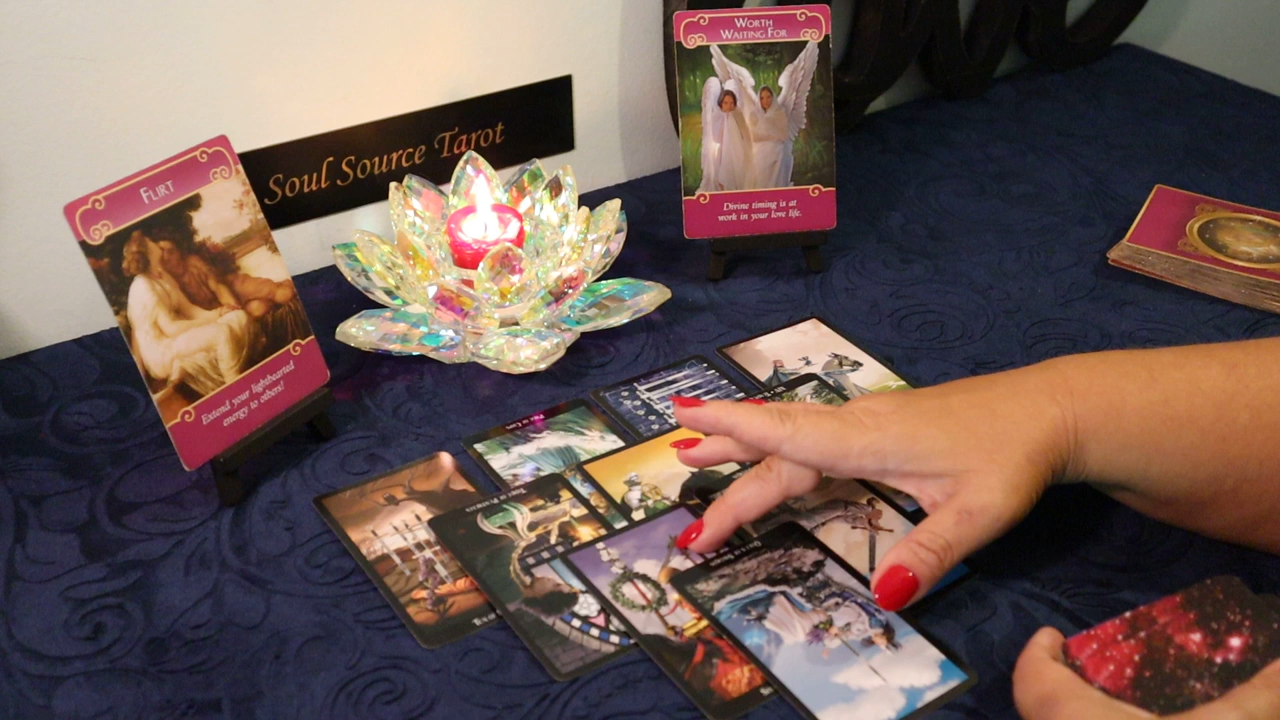 Flirt
Extend your lighthearted
energy to others!
Soul Source Tarot
Worth
Waiting For
Divine timing is at
work in your love life.